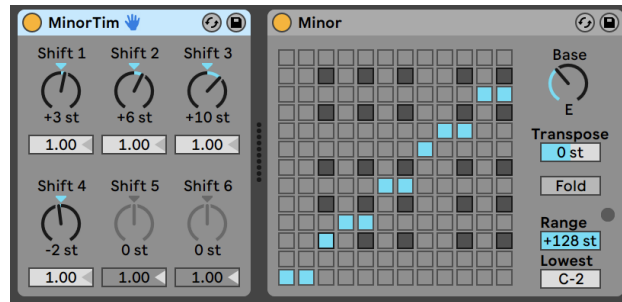 MinorTim
Shift 1 Shift 2 Shift 3
+3 st +6 st +10 st
1.00 1.00 1.00
Shift 4 Shift 5 Shift 6
-2 st 0 st 0 st
1.00 1.00 1.00
Minor
Base
E
Transpose
0 st
Fold
Range
+128 st
Lowest
C-2